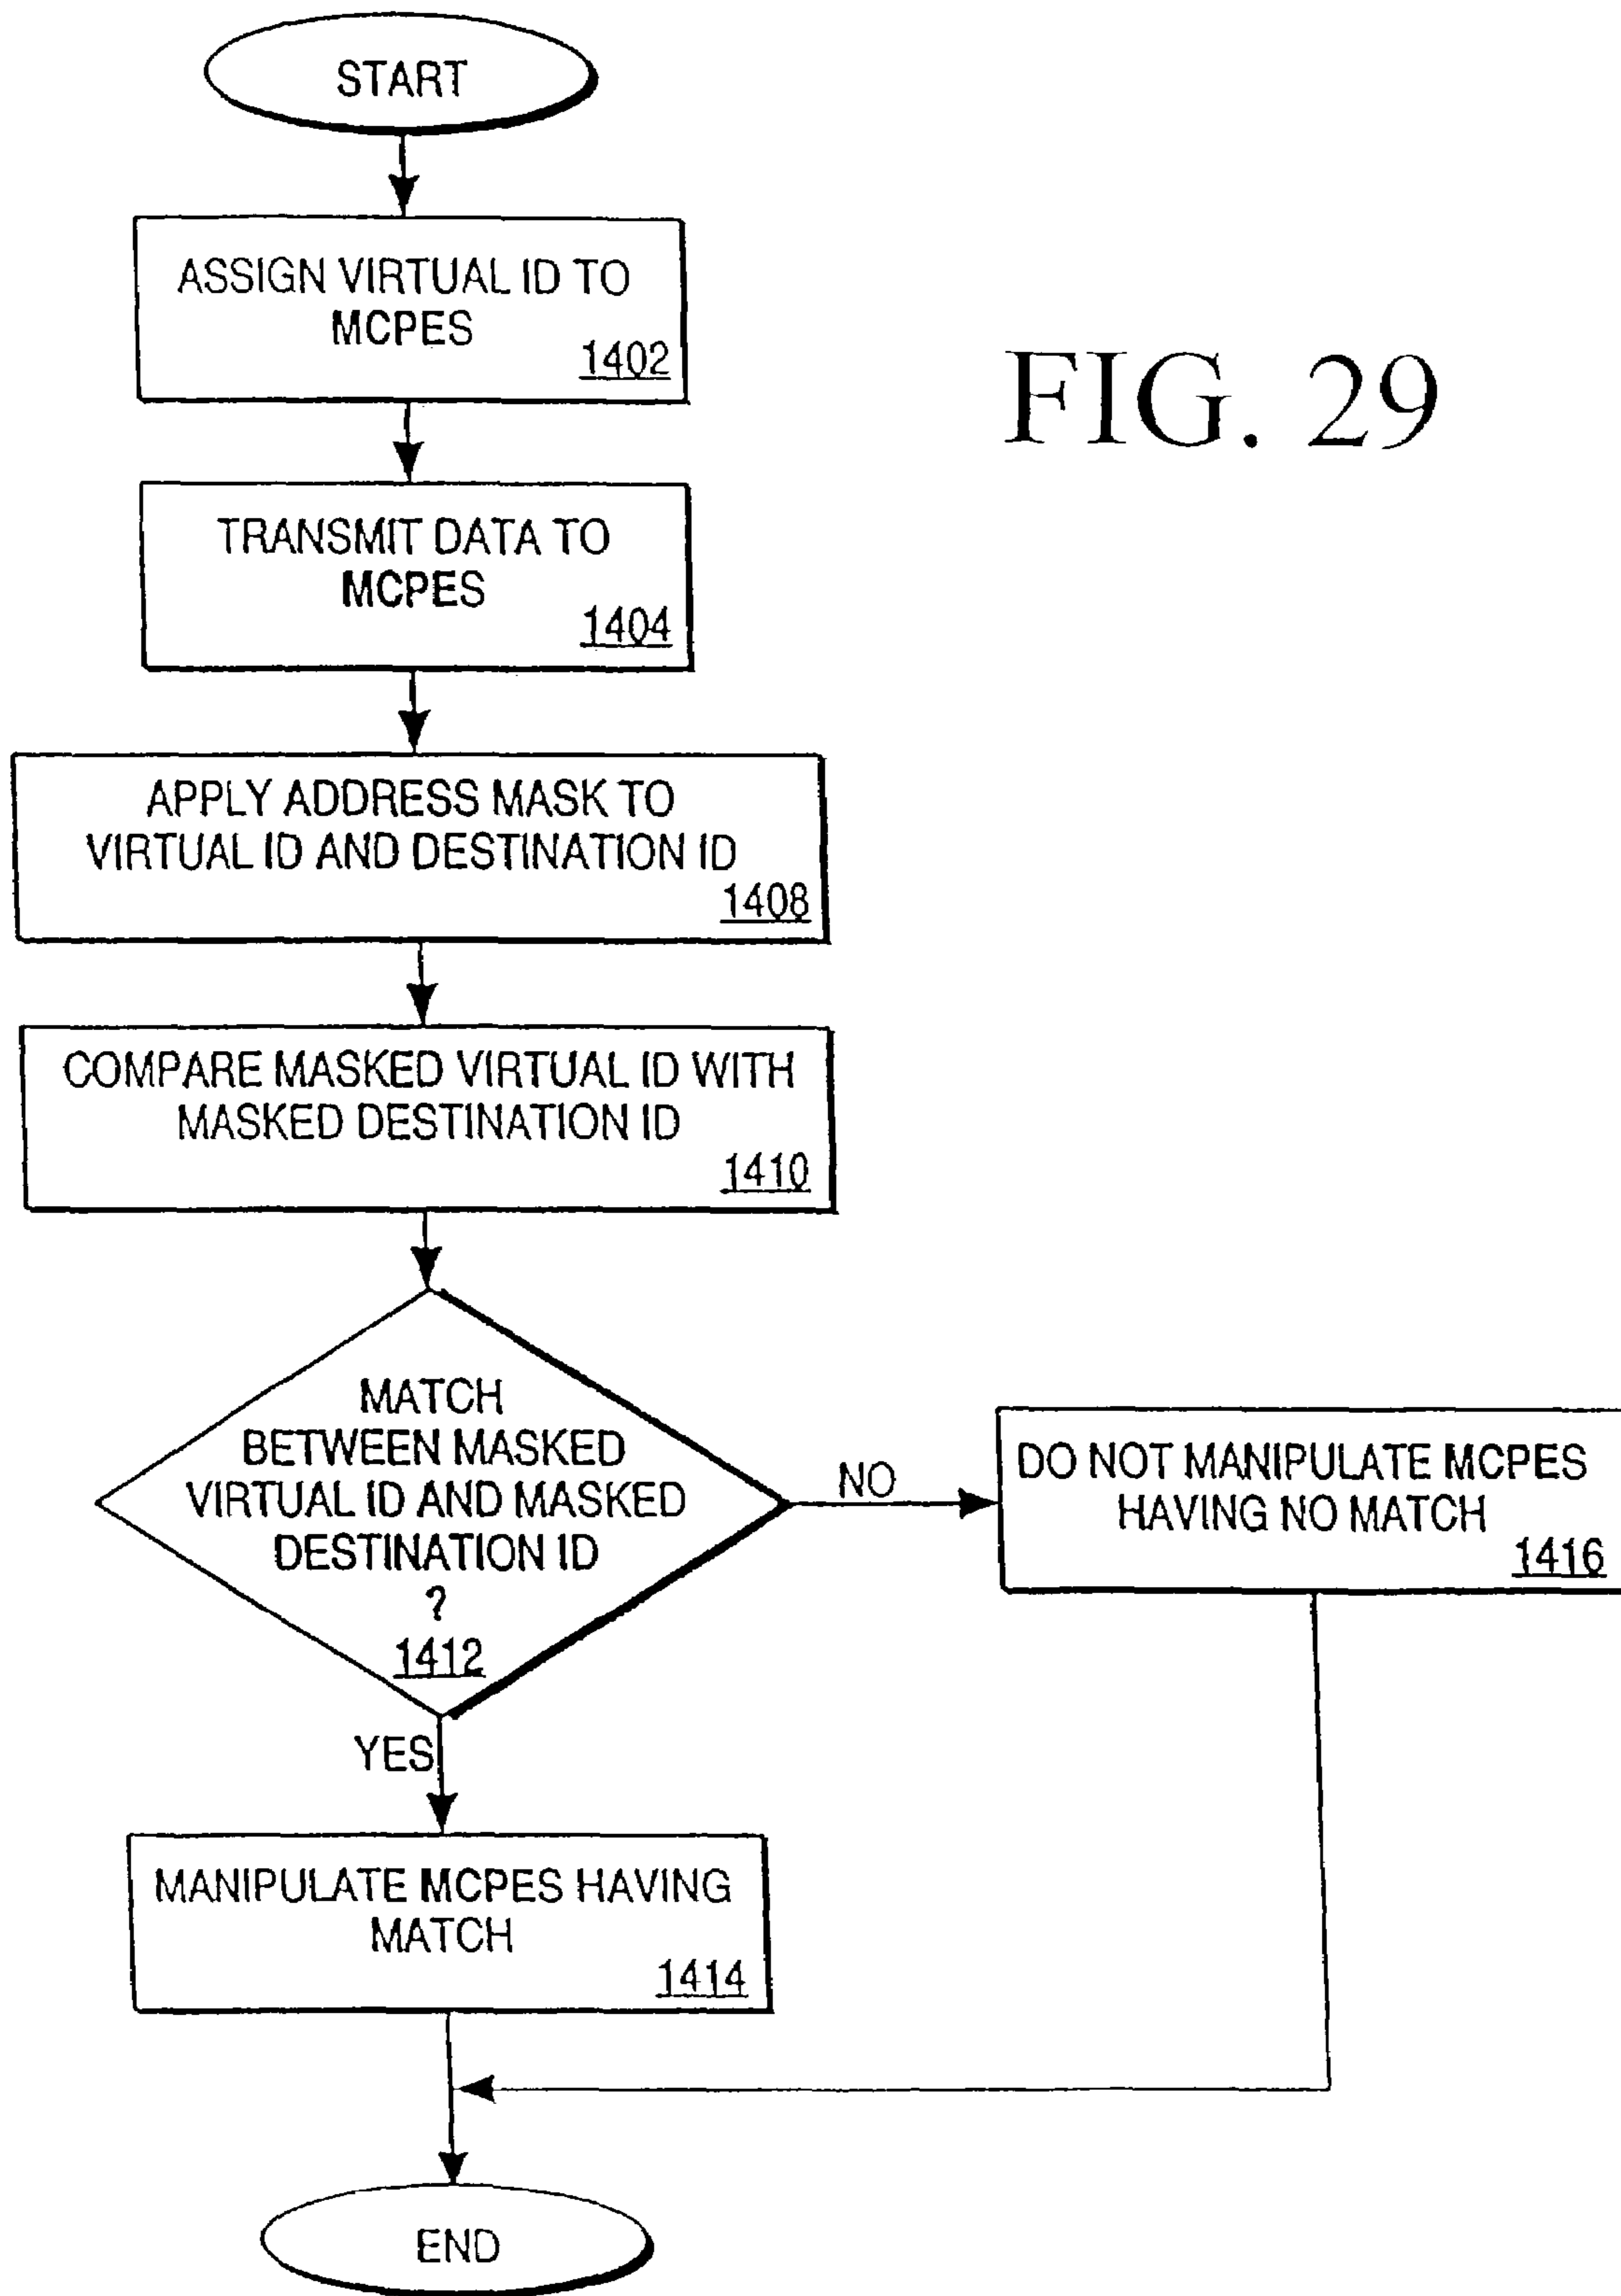 START
ASSIGN VIRTUAL ID TO
MCPES
1402
FIG. 29
TRANSMIT DATA TO
MCPES
1404
APPLY ADDRESS MASK TO
VIRTUAL ID AND DESTINATION ID
1408
COMPARE MASKED VIRTUAL ID WITH
MASKED DESTINATION ID
1410
MATCH
BETWEEN MASKED
VIRTUAL ID AND MASKED
DESTINATION ID
?
1412
NO
DO NOT MANIPULATE MCPES
HAVING NO MATCH
1416
YES
MANIPULATE MCPES HAVING
MATCH
1414
END